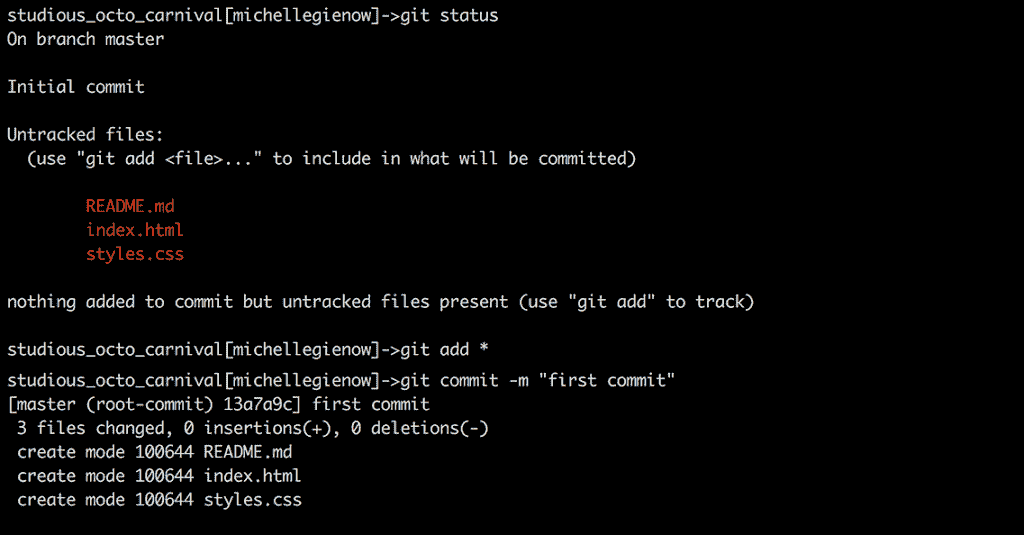 studious_octo_carnival[michellegienow]->git status
On branch master
Initial commit
Untracked files:
(use "git add <file>..." to include in what will be committed)
README.md
index.html
styles.css
nothing added to commit but untracked files present (use "git add" to track)
studious_octo_carnival[michellegienow]->git add *
studious_octo_carnival[michellegienow]->git commit -m "first commit"
[master (root-commit) 13a7a9c] first commit
3 files changed, 0 insertions(+), 0 deletions(-)
create mode 100644 README.md
create mode 100644 index.html
create mode 100644 styles.css